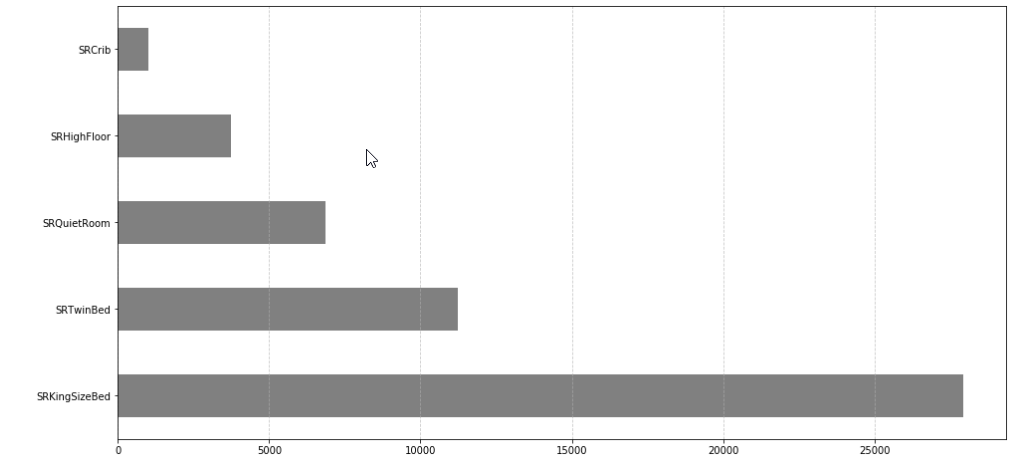 SRCrib
SRHighFloor
SRQuietRoom
SRTwinBed
SRKingSizeBed
0 5000 10000 15000 20000 25000